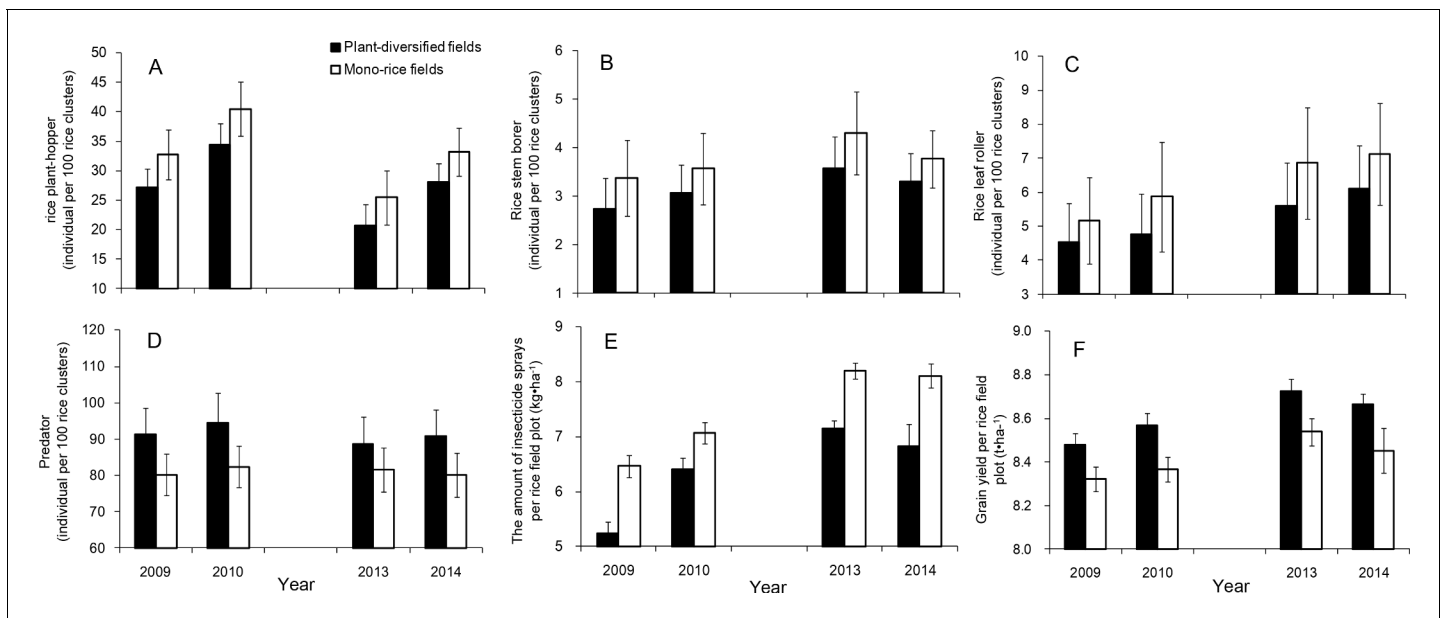 A
Plant-diversified fields
Mono-rice fields
rice plant-hopper
(individual per 100 rice clusters)
50
45
40
35
30
25
20
15
10
B
Rice stem borer
(individual per 100 rice clusters)
6
5
4
3
2
1
C
Rice leaf roller
(individual per 100 rice clusters)
10
9
8
7
6
5
4
3
D
Predator
(individual per 100 rice clusters)
120
110
100
90
80
70
60
2009
2010
2013
2014
Year
E
The amount of insecticide sprays
per rice field plot (kg•ha⁻¹)
9
8
7
6
5
2009
2010
2013
2014
Year
F
Grain yield per rice field
plot (t•ha-¹)
9.0
8.8
8.6
8.4
8.2
8.0
2009
2010
2013
2014
Year